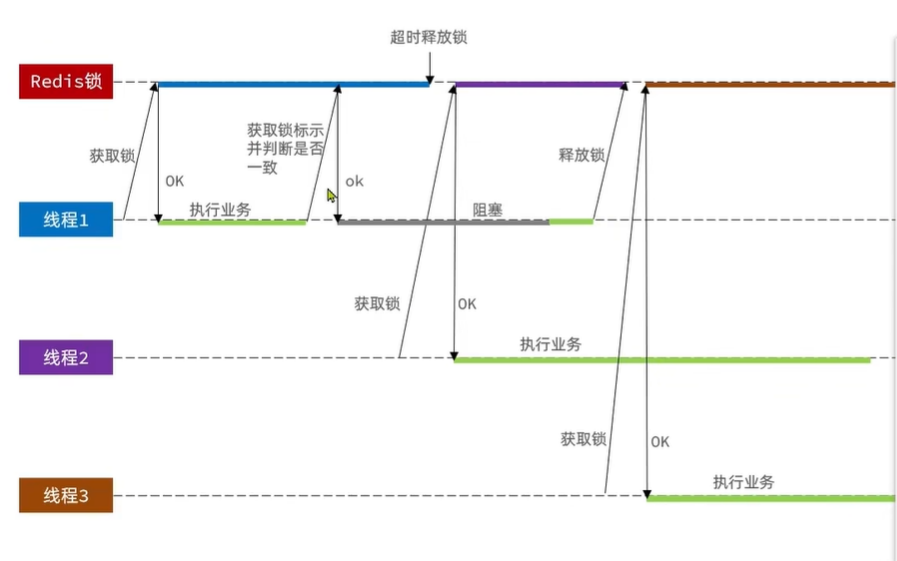 超时释放锁
Redis锁
获取锁标示
并判断是否
一致
获取锁
释放锁
OK
ok
执行业务
阻塞
线程1
获取锁
OK
执行业务
线程2
获取锁
OK
执行业务
线程3